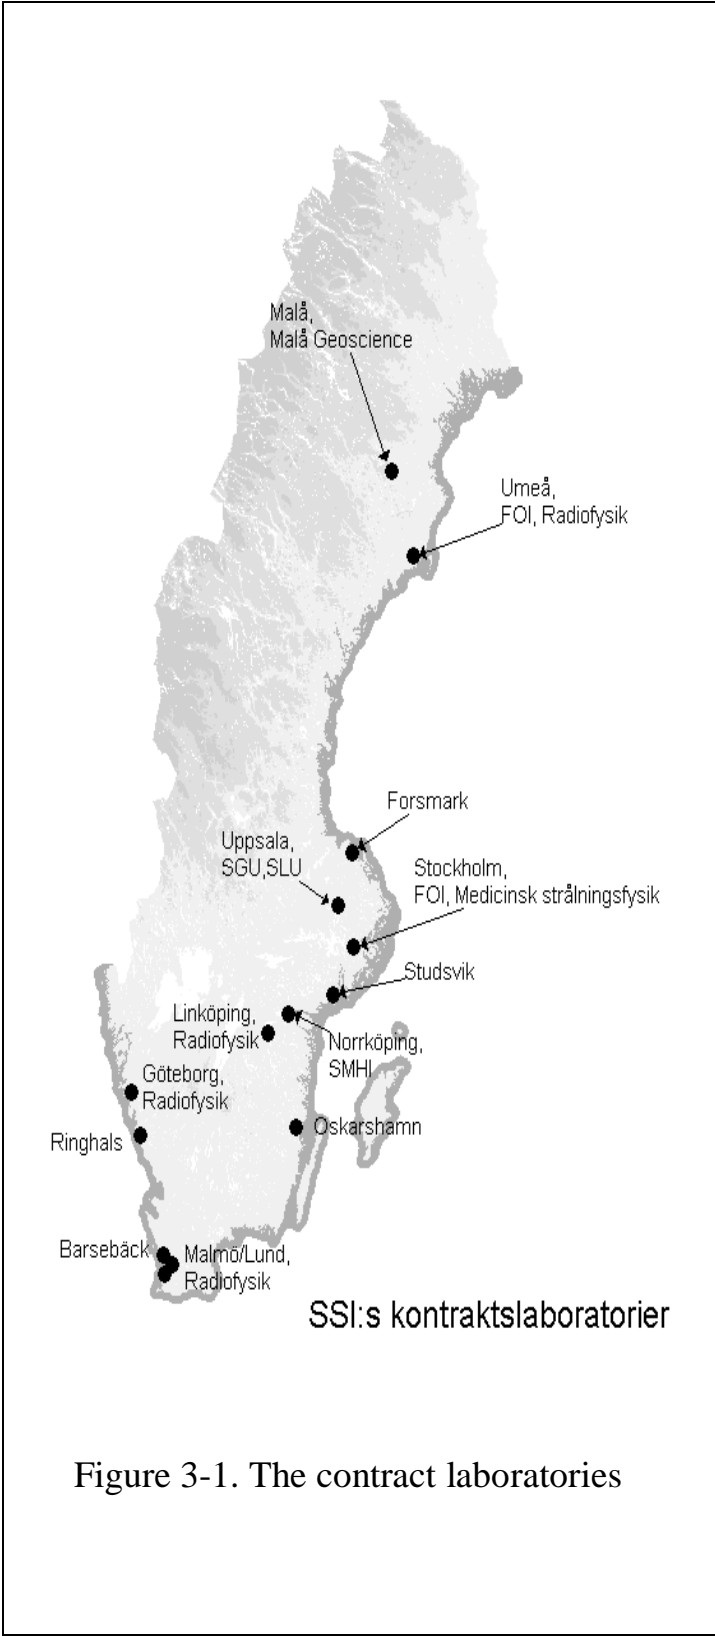 Malå,
Malå Geoscience
Umeå,
FOI, Radiofysik
Forsmark
Uppsala,
SGU,SLU
Stockholm,
FOI, Medicinsk strålningsfysik
Studsvik
Linköping,
Radiofysik
Norrköping,
SMHI
Göteborg,
Radiofysik
Oskarshamn
Ringhals
Barsebäck
Malmö/Lund,
Radiofysik
SSI:s kontraktslaboratorier
Figure 3-1. The contract laboratories